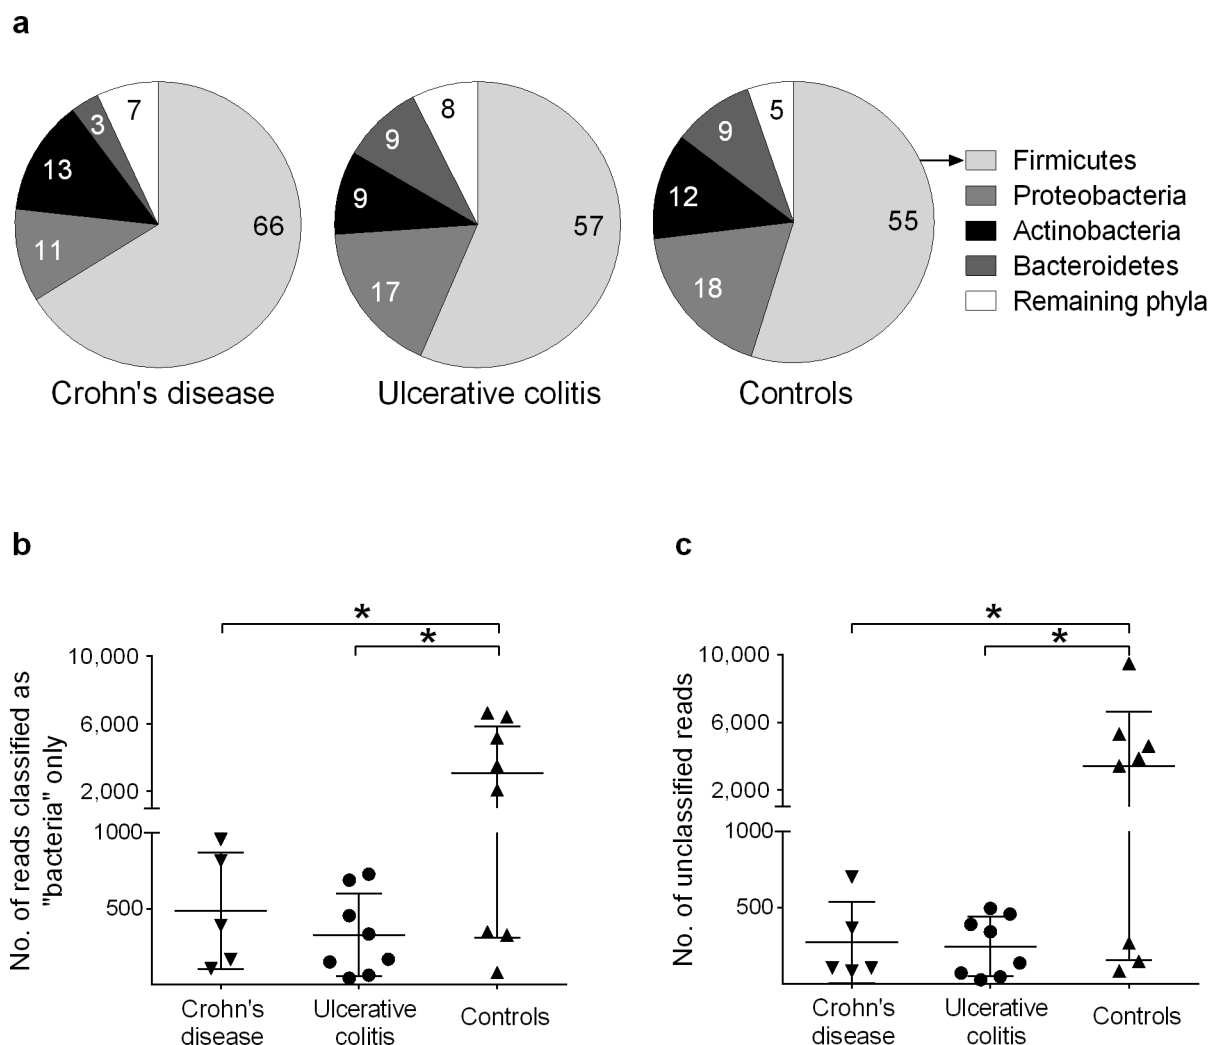 a
7
3
13
11
66
Crohn's disease
8
9
9
17
57
Ulcerative colitis
5
9
12
18
55
Controls
Firmicutes
Proteobacteria
Actinobacteria
Bacteroidetes
Remaining phyla
b
No. of reads classified as
"bacteria" only
10,000
6,000
2,000
1000
500
*
*
Crohn's
disease
Ulcerative
colitis
Controls
c
No. of unclassified reads
10,000
6,000
2,000
1000
500
*
*
Crohn's
disease
Ulcerative
colitis
Controls